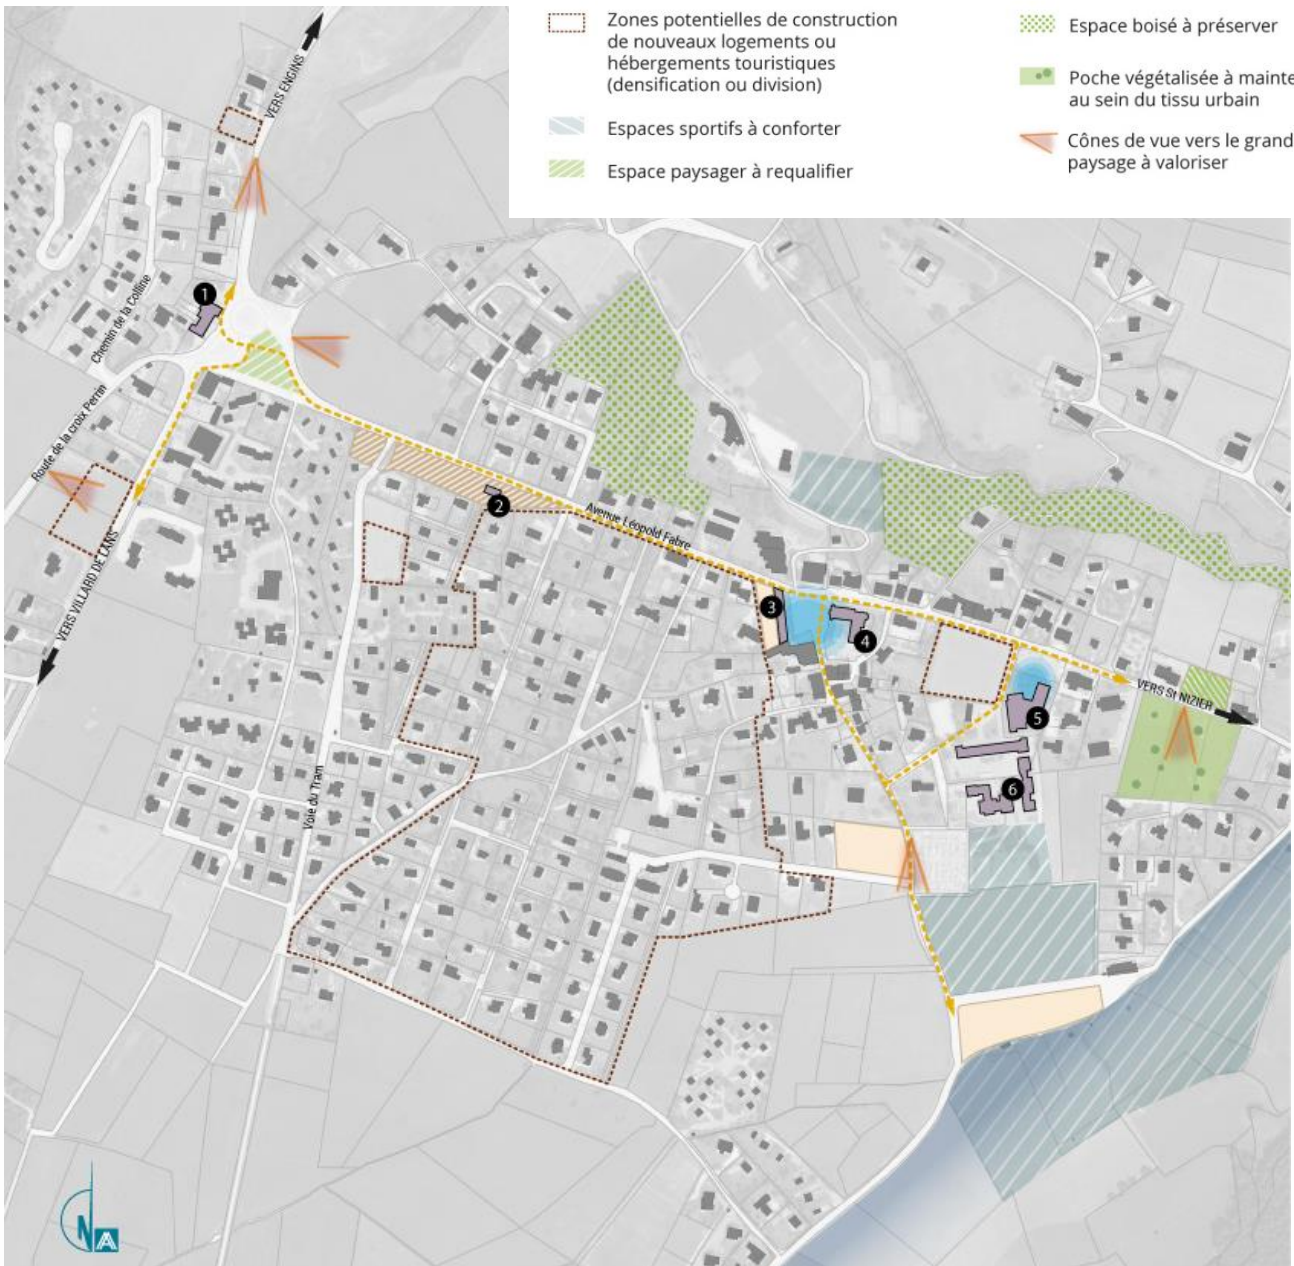 Zones potentielles de construction
de nouveaux logements ou
hébergements touristiques
(densification ou division)
Espaces sportifs à conforter
Espace paysager à requalifier
Espace boisé à préserver
Poche végétalisée à mainte
au sein du tissu urbain
Cônes de vue vers le grand
paysage à valoriser
VERS ENGINS
Chemin de la Colline
1
Route de la croix Perrin
2
Avenue Léopold Fabre
VERS VILLARD DE LANS
3
4
VERS St NIZIER
5
6
Voie du Tram
N